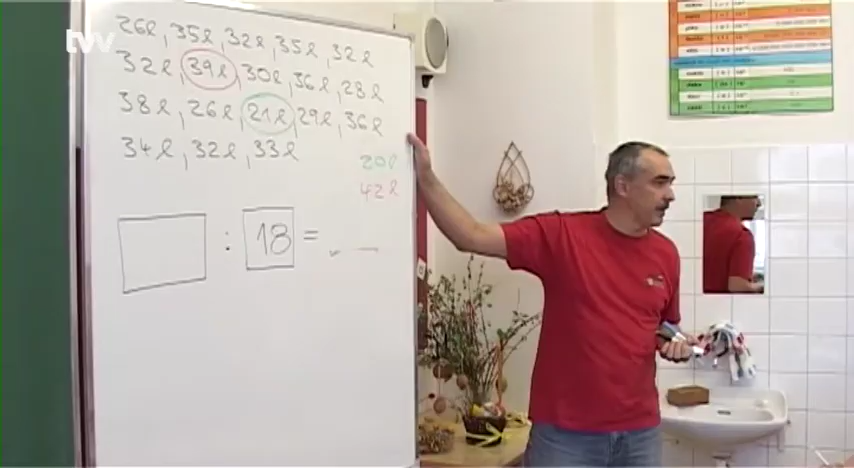 tvv
26l, 35l, 32l, 35l, 32l
32l, 39l, 30l, 36l, 28l
38l, 26l, 21l, 29l, 36l
34l, 32l, 33l
20l
42l
: 18 =